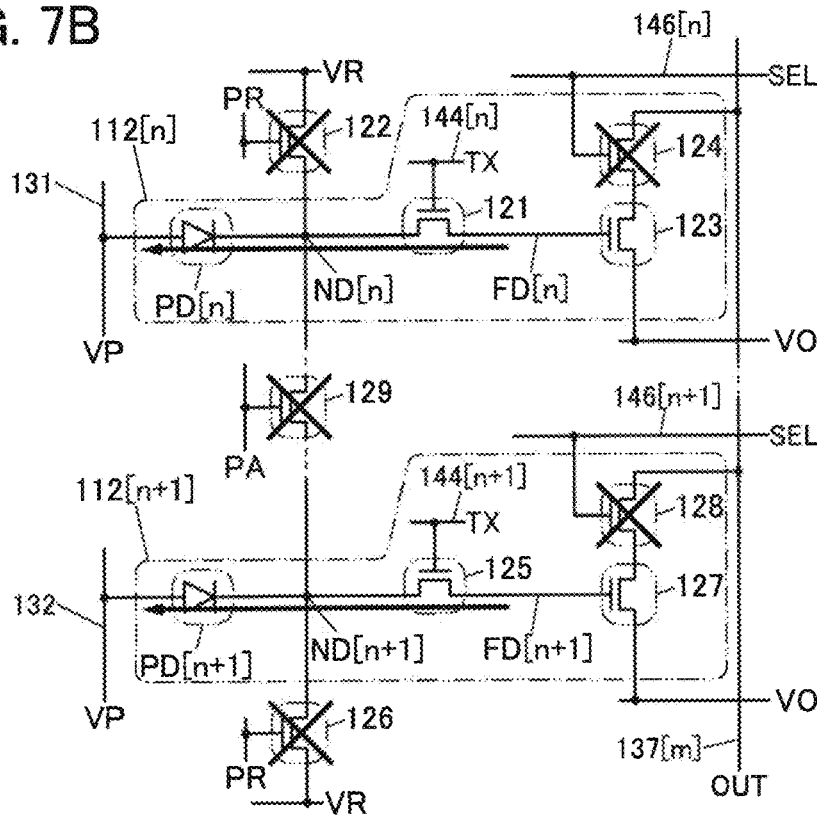 G. 7B
146[n]
VR
SEL
PR
122
144[n]
124
112[n]
TX
131
121
123
ND[n]
FD[n]
PD[n]
VP
VO
129
146[n+1]
PA
SEL
112[n+1]
144[n+1]
TX
128
125
127
132
ND[n+1]
FD[n+1]
PD[n+1]
VP
VO
126
PR
137[m]
VR
OUT